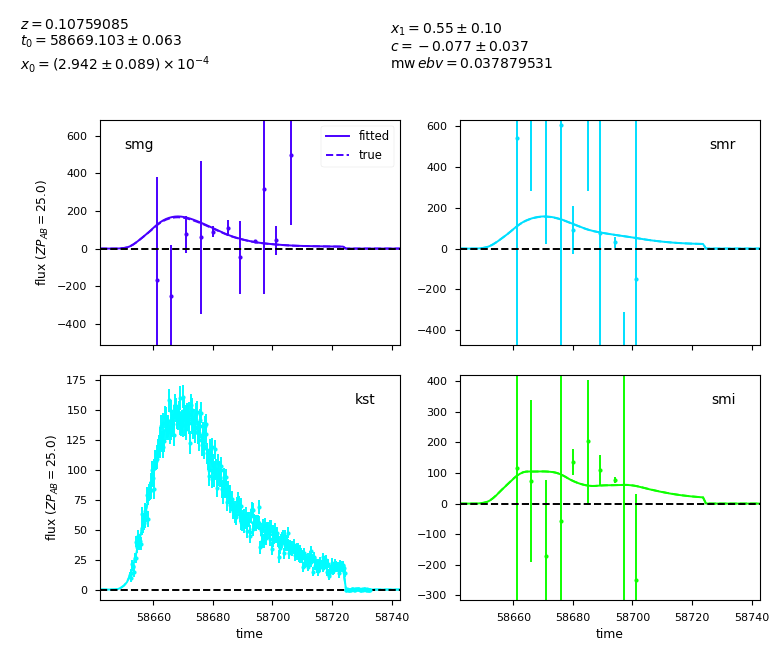 z = 0.10759085
t₀ = 58669.103 ± 0.063
x₀ = (2.942 ± 0.089) × 10⁻⁴
x₁ = 0.55 ± 0.10
c = −0.077 ± 0.037
mw ebv = 0.037879531
smg
fitted
true
600
400
200
0
−200
−400
flux (ZP_AB = 25.0)
smr
600
400
200
0
−200
−400
kst
175
150
125
100
75
50
25
0
flux (ZP_AB = 25.0)
58660 58680 58700 58720 58740
time
smi
400
300
200
100
0
−100
−200
−300
58660 58680 58700 58720 58740
time